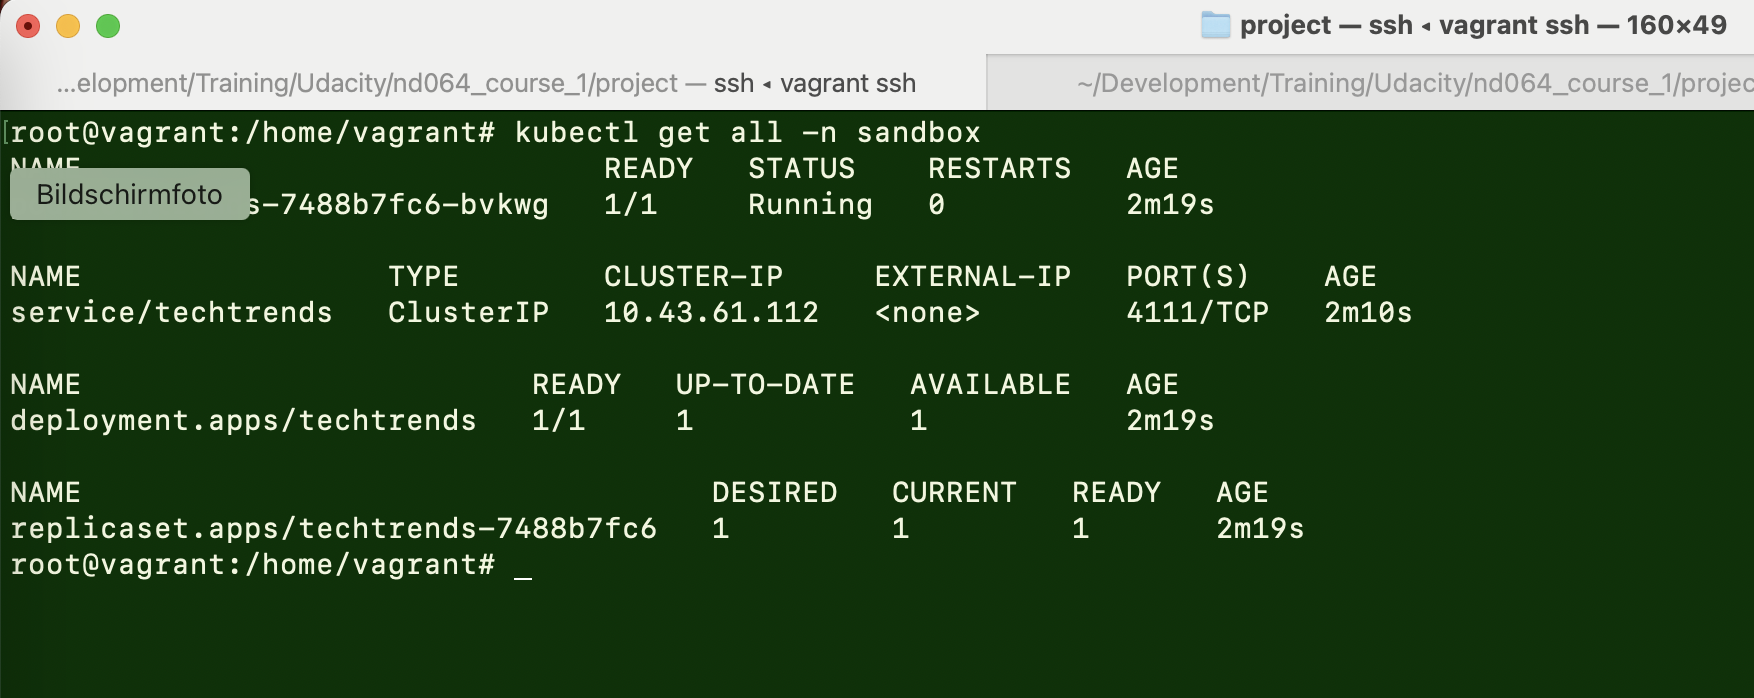 project — ssh ◂ vagrant ssh — 160×49
...elopment/Training/Udacity/nd064_course_1/project — ssh ◂ vagrant ssh
~/Development/Training/Udacity/nd064_course_1/projec
[root@vagrant:/home/vagrant# kubectl get all -n sandbox
NAME READY STATUS RESTARTS AGE
Bildschirmfoto
s-7488b7fc6-bvkwg 1/1 Running 0 2m19s
NAME TYPE CLUSTER-IP EXTERNAL-IP PORT(S) AGE
service/techtrends ClusterIP 10.43.61.112 <none> 4111/TCP 2m10s
NAME READY UP-TO-DATE AVAILABLE AGE
deployment.apps/techtrends 1/1 1 1 2m19s
NAME DESIRED CURRENT READY AGE
replicaset.apps/techtrends-7488b7fc6 1 1 1 2m19s
root@vagrant:/home/vagrant# _